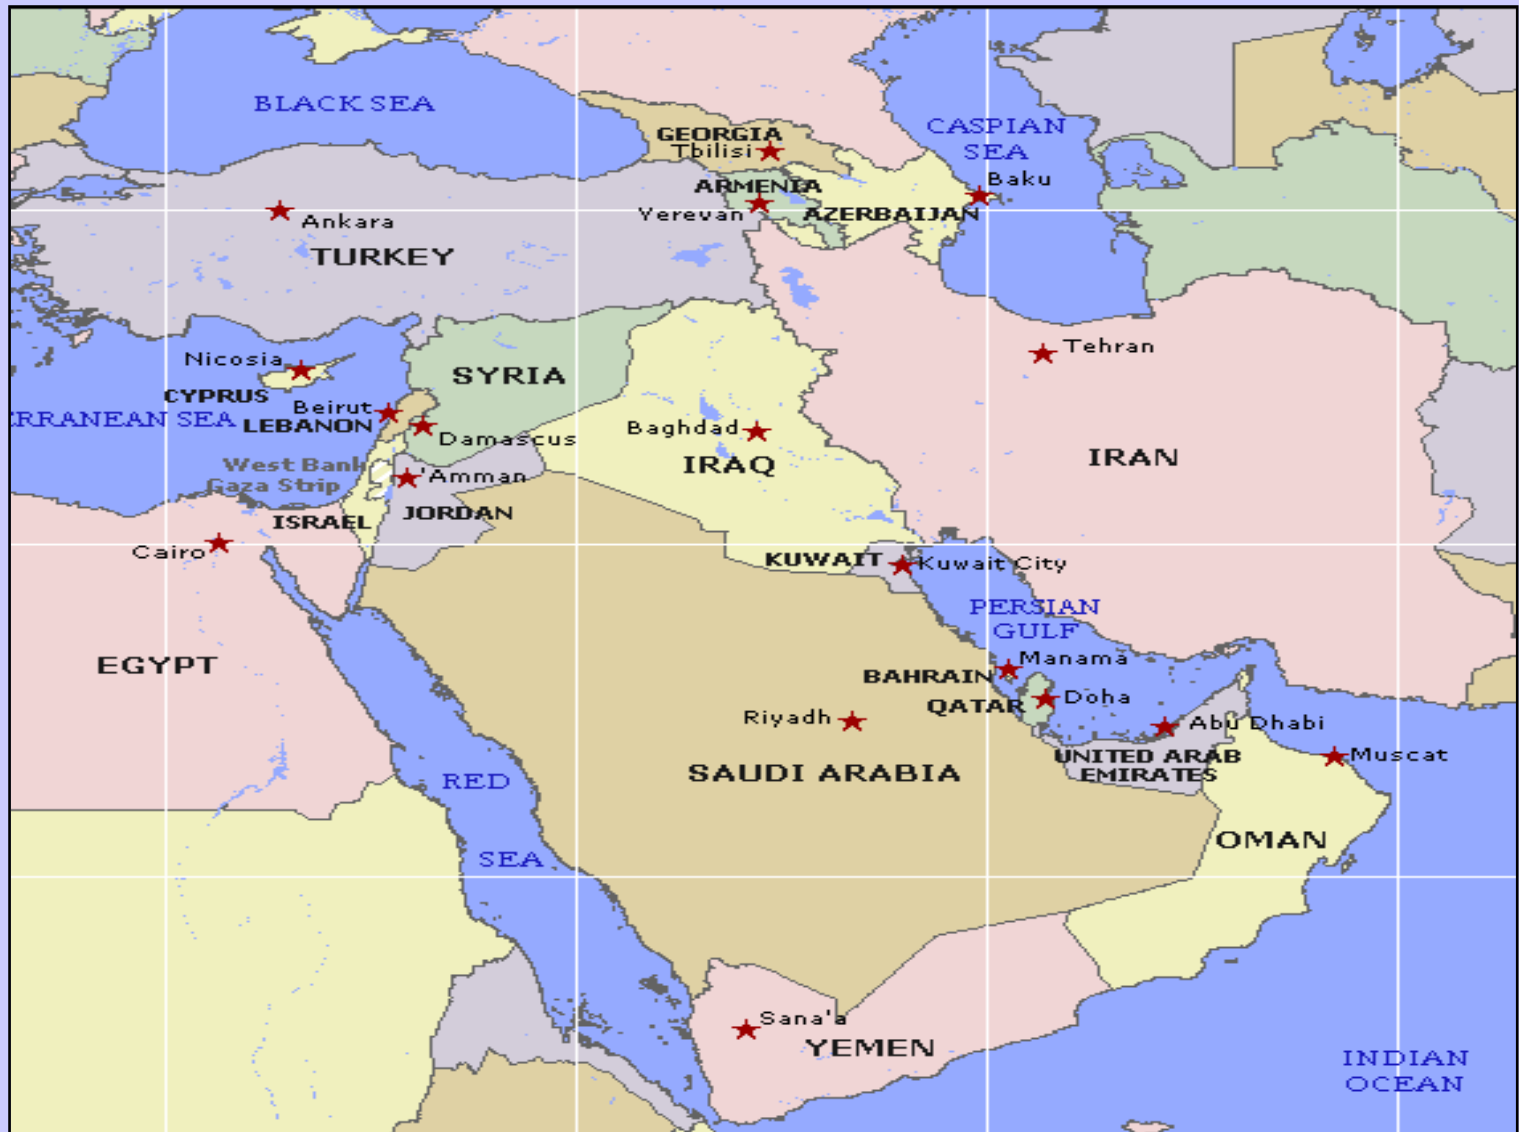 BLACK SEA
CASPIAN
SEA
GEORGIA
Tbilisi
ARMENIA
Baku
Yerevan
AZERBAIJAN
Ankara
TURKEY
Tehran
Nicosia
SYRIA
CYPRUS
Beirut
ERRANEAN SEA
LEBANON
Damascus
Baghdad
IRAQ
IRAN
West Bank
Gaza Strip
'Amman
ISRAEL
JORDAN
Cairo
KUWAIT
Kuwait City
PERSIAN
GULF
EGYPT
Manama
BAHRAIN
QATAR
Doha
Riyadh
Abu Dhabi
UNITED ARAB
EMIRATES
Muscat
SAUDI ARABIA
RED
SEA
OMAN
Sana'a
YEMEN
INDIAN
OCEAN